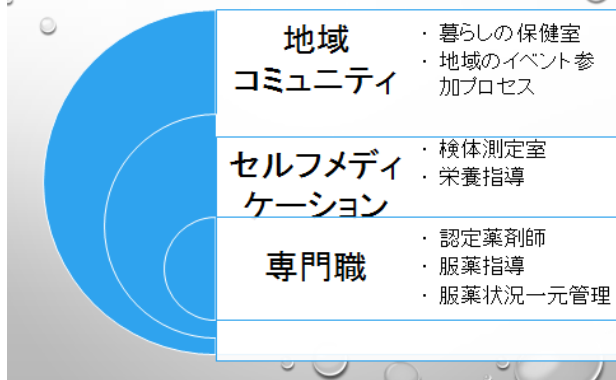 地域
コミュニティ
・ 暮らしの保健室
・ 地域のイベント参
加プロセス
セルフメディ
ケーション
・ 検体測定室
・ 栄養指導
専門職
・ 認定薬剤師
・ 服薬指導
・ 服薬状況一元管理